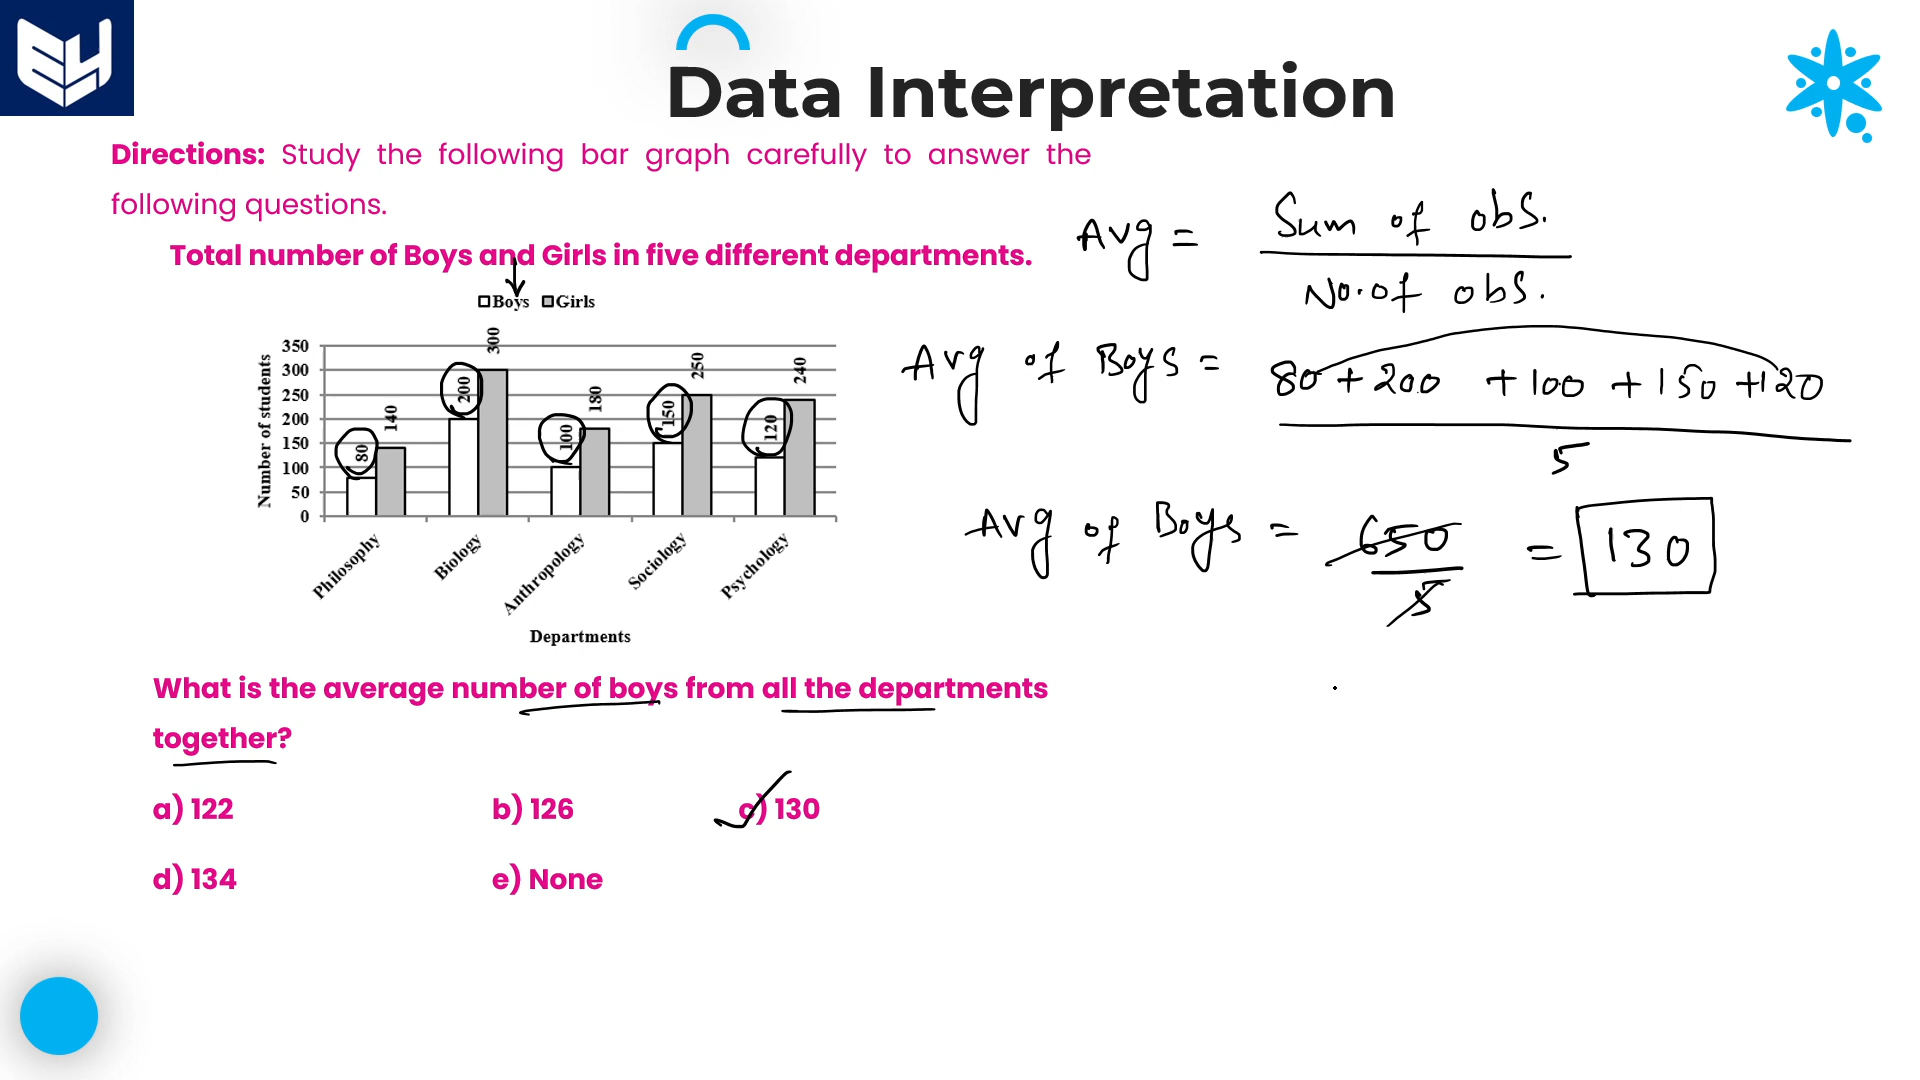 Data Interpretation
Directions: Study the following bar graph carefully to answer the
following questions.
Total number of Boys and Girls in five different departments.
Boys Girls
Number of students
350
300
250
200
150
100
50
0
80 140 200 300 100 180 150 250 120 240
Philosophy Biology Anthropology Sociology Psychology
Departments
What is the average number of boys from all the departments
together?
a) 122 b) 126 c) 130
d) 134 e) None
Avg = Sum of obs.
No. of obs.
Avg of Boys = 80 + 200 + 100 + 150 + 120
5
Avg of Boys = 650 = 130
5